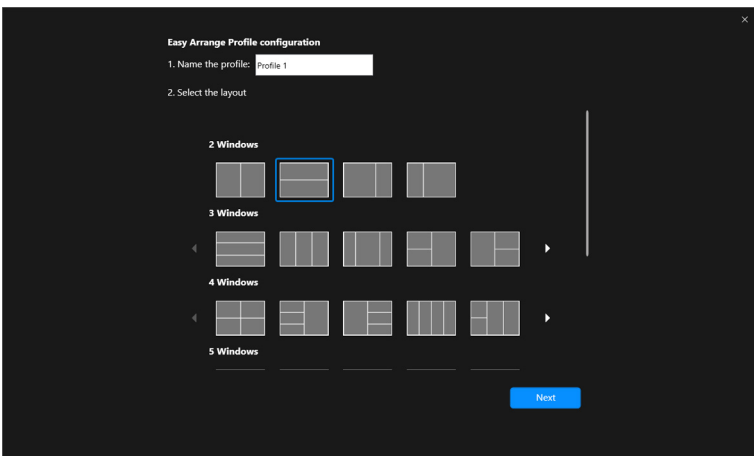 Easy Arrange Profile configuration
1. Name the profile: Profile 1
2. Select the layout
2 Windows
3 Windows
4 Windows
5 Windows
Next